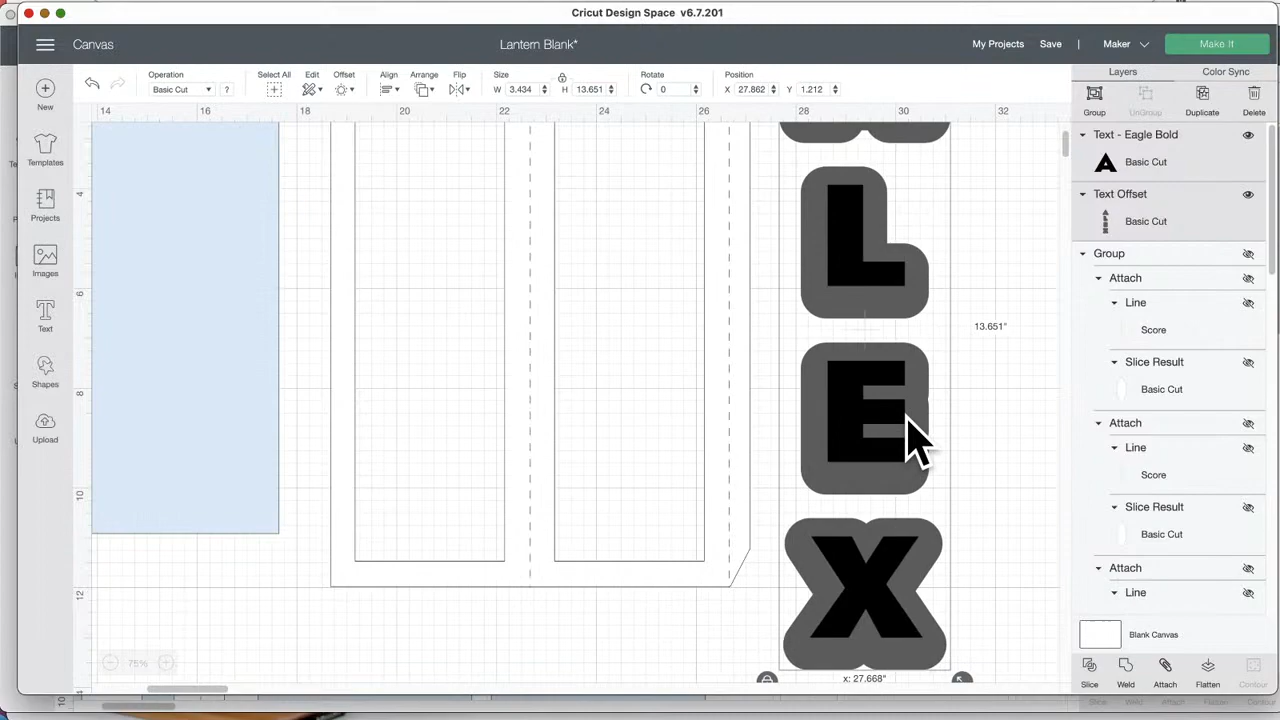 Cricut Design Space v6.7.201
Canvas
Lantern Blank*
My Projects
Save
|
Maker
Make It
Operation
Basic Cut
?
Select All
Edit
Offset
Align
Arrange
Flip
Size
W 3.434
H 13.651
Rotate
0
Position
X 27.862
Y 1.212
Layers
Color Sync
Group
UnGroup
Duplicate
Delete
New
Templates
Projects
Images
Text
Shapes
Upload
14 16 18 20 22 24 26 28 30 32
4
6
8
10
12
L
E
X
13.651"
x: 27.668"
75%
Text - Eagle Bold
A
Basic Cut
Text Offset
Basic Cut
Group
Attach
Line
Score
Slice Result
Basic Cut
Attach
Line
Score
Slice Result
Basic Cut
Attach
Line
Blank Canvas
Slice
Weld
Attach
Flatten
Contour